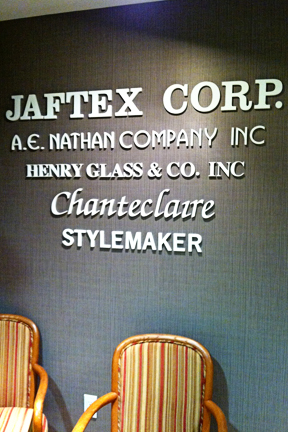 JAFTEX CORP.
A.E. NATHAN COMPANY INC
HENRY GLASS & CO. INC
Chanteclaire
STYLEMAKER